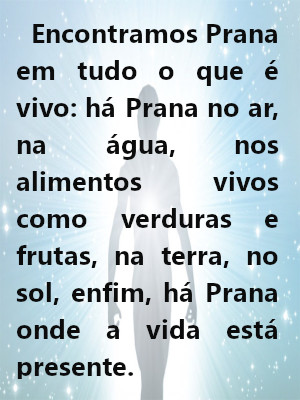 Encontramos Prana
em tudo o que é
vivo: há Prana no ar,
na água, nos
alimentos vivos
como verduras e
frutas, na terra, no
sol, enfim, há Prana
onde a vida está
presente.